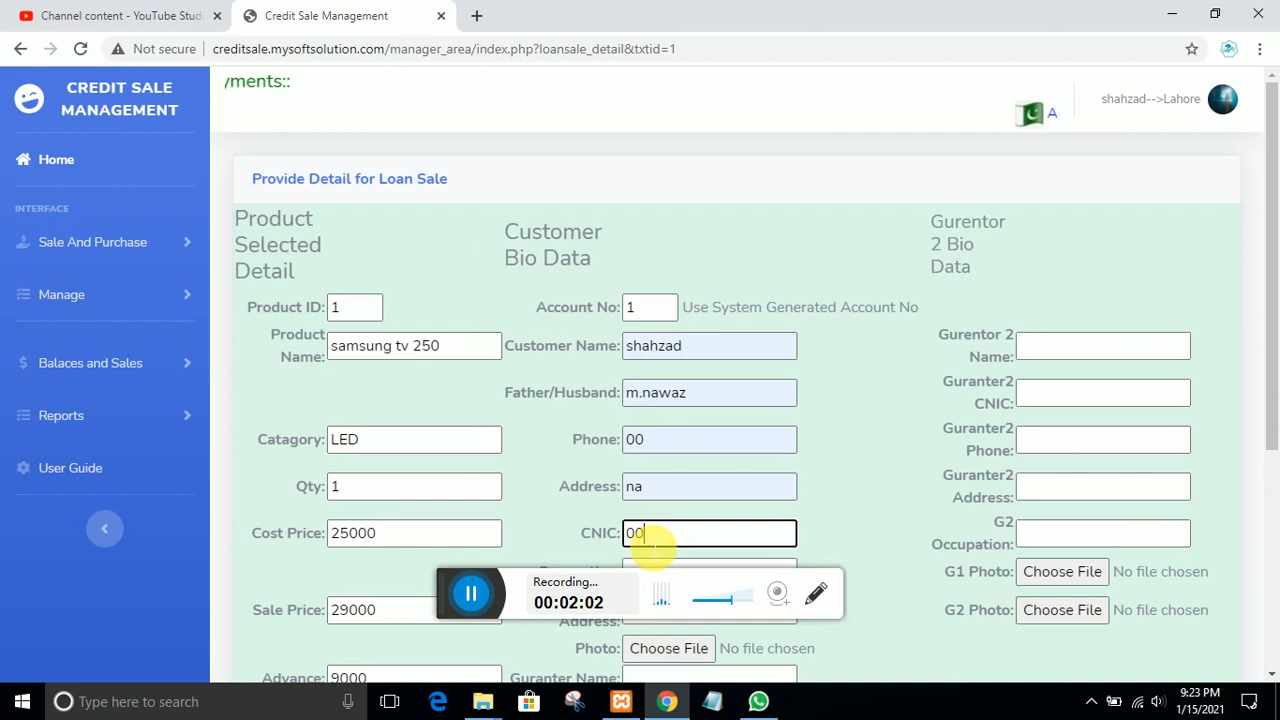 Channel content - YouTube Studi
Credit Sale Management
Not secure
creditsale.mysoftsolution.com/manager_area/index.php?loansale_detail&txtid=1
CREDIT SALE
MANAGEMENT
yments::
A
shahzad-->Lahore
Home
INTERFACE
Sale And Purchase
Manage
Balaces and Sales
Reports
User Guide
Provide Detail for Loan Sale
Product
Selected
Detail
Customer
Bio Data
Gurentor
2 Bio
Data
Product ID: 1
Account No: 1 Use System Generated Account No
Product
Name: samsung tv 250
Customer Name: shahzad
Gurentor 2
Name:
Father/Husband: m.nawaz
Guranter2
CNIC:
Catagory: LED
Phone: 00
Guranter2
Phone:
Qty: 1
Address: na
Guranter2
Address:
Cost Price: 25000
CNIC: 00
G2
Occupation:
G1 Photo: Choose File No file chosen
Sale Price: 29000
Address:
G2 Photo: Choose File No file chosen
Photo: Choose File No file chosen
Advance: 9000
Guranter Name:
Recording...
00:02:02
Type here to search
9:23 PM
1/15/2021